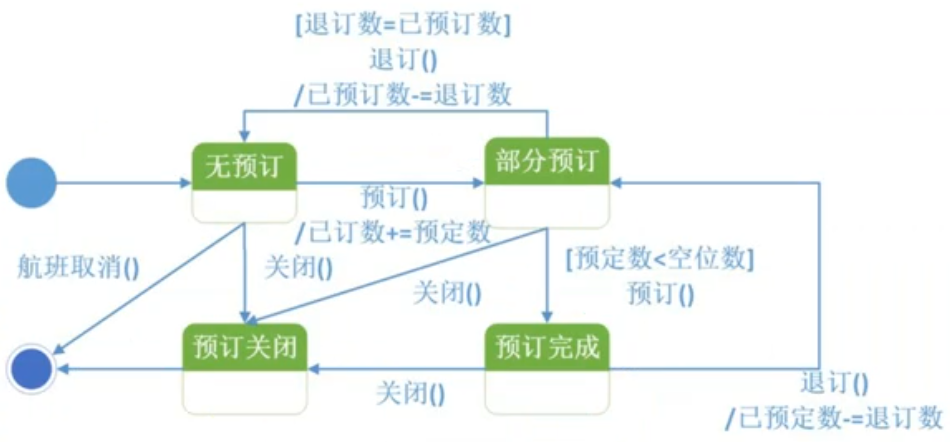 [退订数=已预订数]
退订()
/已预订数-=退订数
无预订
部分预订
预订()
/已订数+=预定数
航班取消()
关闭()
[预定数<空位数]
预订()
关闭()
预订关闭
预订完成
关闭()
退订()
/已预定数-=退订数